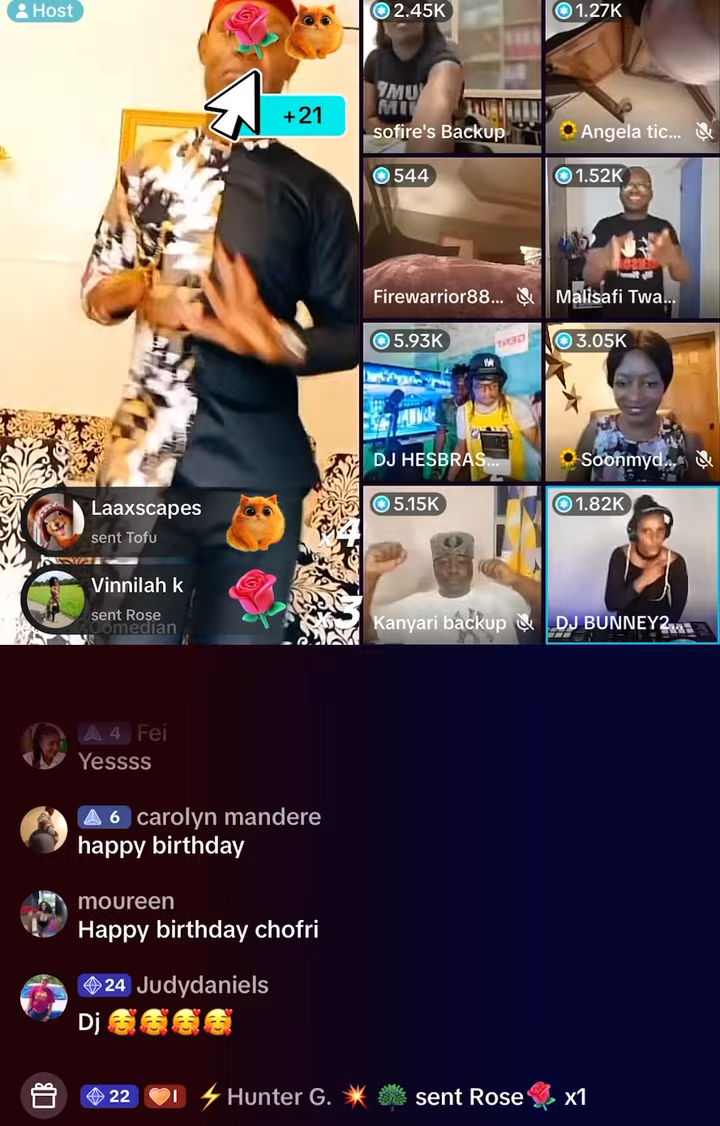 Host
+21
2.45K
sofire's Backup
1.27K
🌻Angela tic...
544
Firewarrior88...
1.52K
Malisafi Twa...
5.93K
DJ HESBRAS...
3.05K
🌻Soonmyd...
5.15K
Kanyari backup
1.82K
DJ BUNNEY2...
Laaxscapes
sent Tofu
x4
Vinnilah k
sent Rose
x3
Comedian
4 Fei
Yessss
6 carolyn mandere
happy birthday
moureen
Happy birthday chofri
24 Judydaniels
Dj 🥰🥰🥰🥰
22 I ⚡Hunter G. 💥 🌳 sent Rose🌹 x1